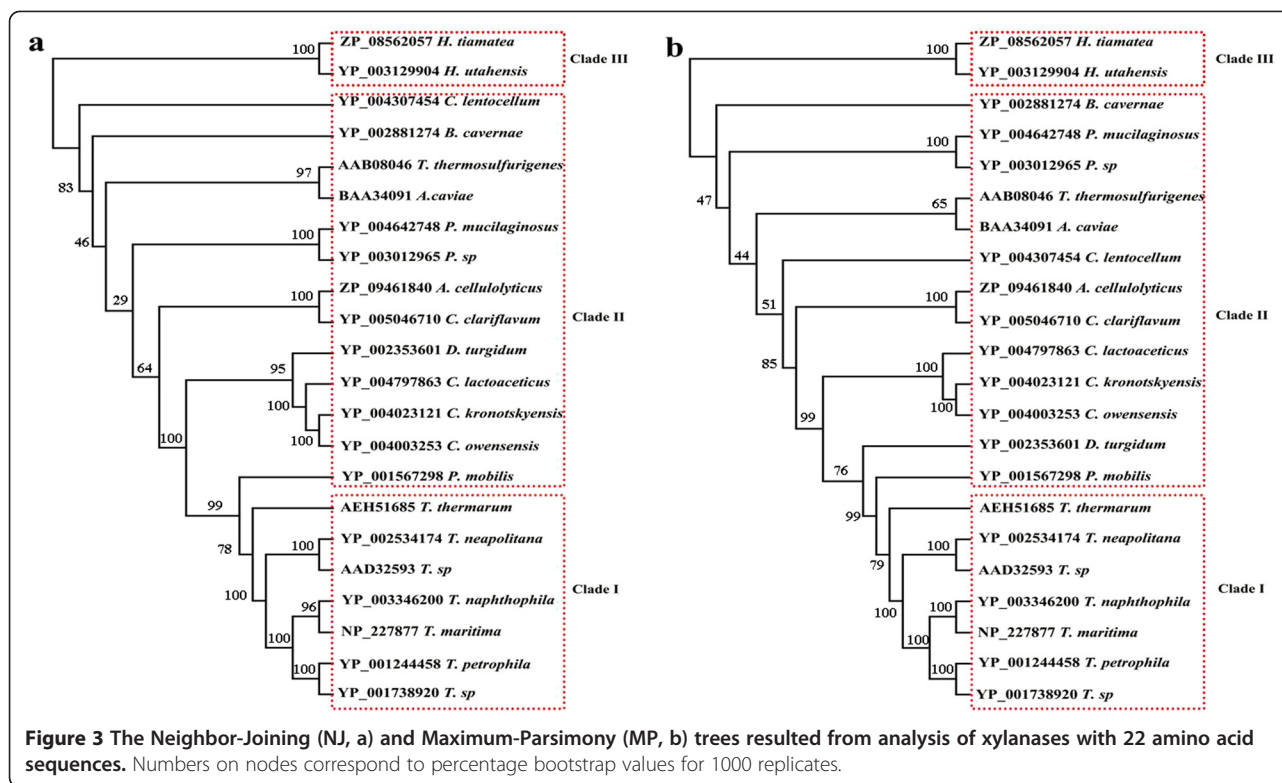 a
ZP_08562057 H. tiamatea
100
YP_003129904 H. utahensis
Clade III
YP_004307454 C. lentocellum
YP_002881274 B. cavernae
83
AAB08046 T. thermosulfurigenes
97
BAA34091 A.caviae
46
YP_004642748 P. mucilaginosus
100
YP_003012965 P. sp
29
ZP_09461840 A. cellulolyticus
100
YP_005046710 C. clariflavum
Clade II
YP_002353601 D. turgidum
95
64
YP_004797863 C. lactoaceticus
100
YP_004023121 C. kronotskyensis
100
100
YP_004003253 C. owensensis
YP_001567298 P. mobilis
99
AEH51685 T. thermarum
78
YP_002534174 T. neapolitana
100
AAD32593 T. sp
Clade I
100
YP_003346200 T. naphthophila
96
NP_227877 T. maritima
100
YP_001244458 T. petrophila
100
YP_001738920 T. sp
b
ZP_08562057 H. tiamatea
100
YP_003129904 H. utahensis
Clade III
YP_002881274 B. cavernae
YP_004642748 P. mucilaginosus
100
YP_003012965 P. sp
47
AAB08046 T. thermosulfurigenes
65
BAA34091 A. caviae
44
YP_004307454 C. lentocellum
ZP_09461840 A. cellulolyticus
51
100
YP_005046710 C. clariflavum
Clade II
YP_004797863 C. lactoaceticus
85
100
YP_004023121 C. kronotskyensis
100
YP_004003253 C. owensensis
99
YP_002353601 D. turgidum
76
YP_001567298 P. mobilis
99
AEH51685 T. thermarum
YP_002534174 T. neapolitana
79
100
AAD32593 T. sp
Clade I
YP_003346200 T. naphthophila
100
100
NP_227877 T. maritima
100
YP_001244458 T. petrophila
100
YP_001738920 T. sp
Figure 3 The Neighbor-Joining (NJ, a) and Maximum-Parsimony (MP, b) trees resulted from analysis of xylanases with 22 amino acid
sequences. Numbers on nodes correspond to percentage bootstrap values for 1000 replicates.